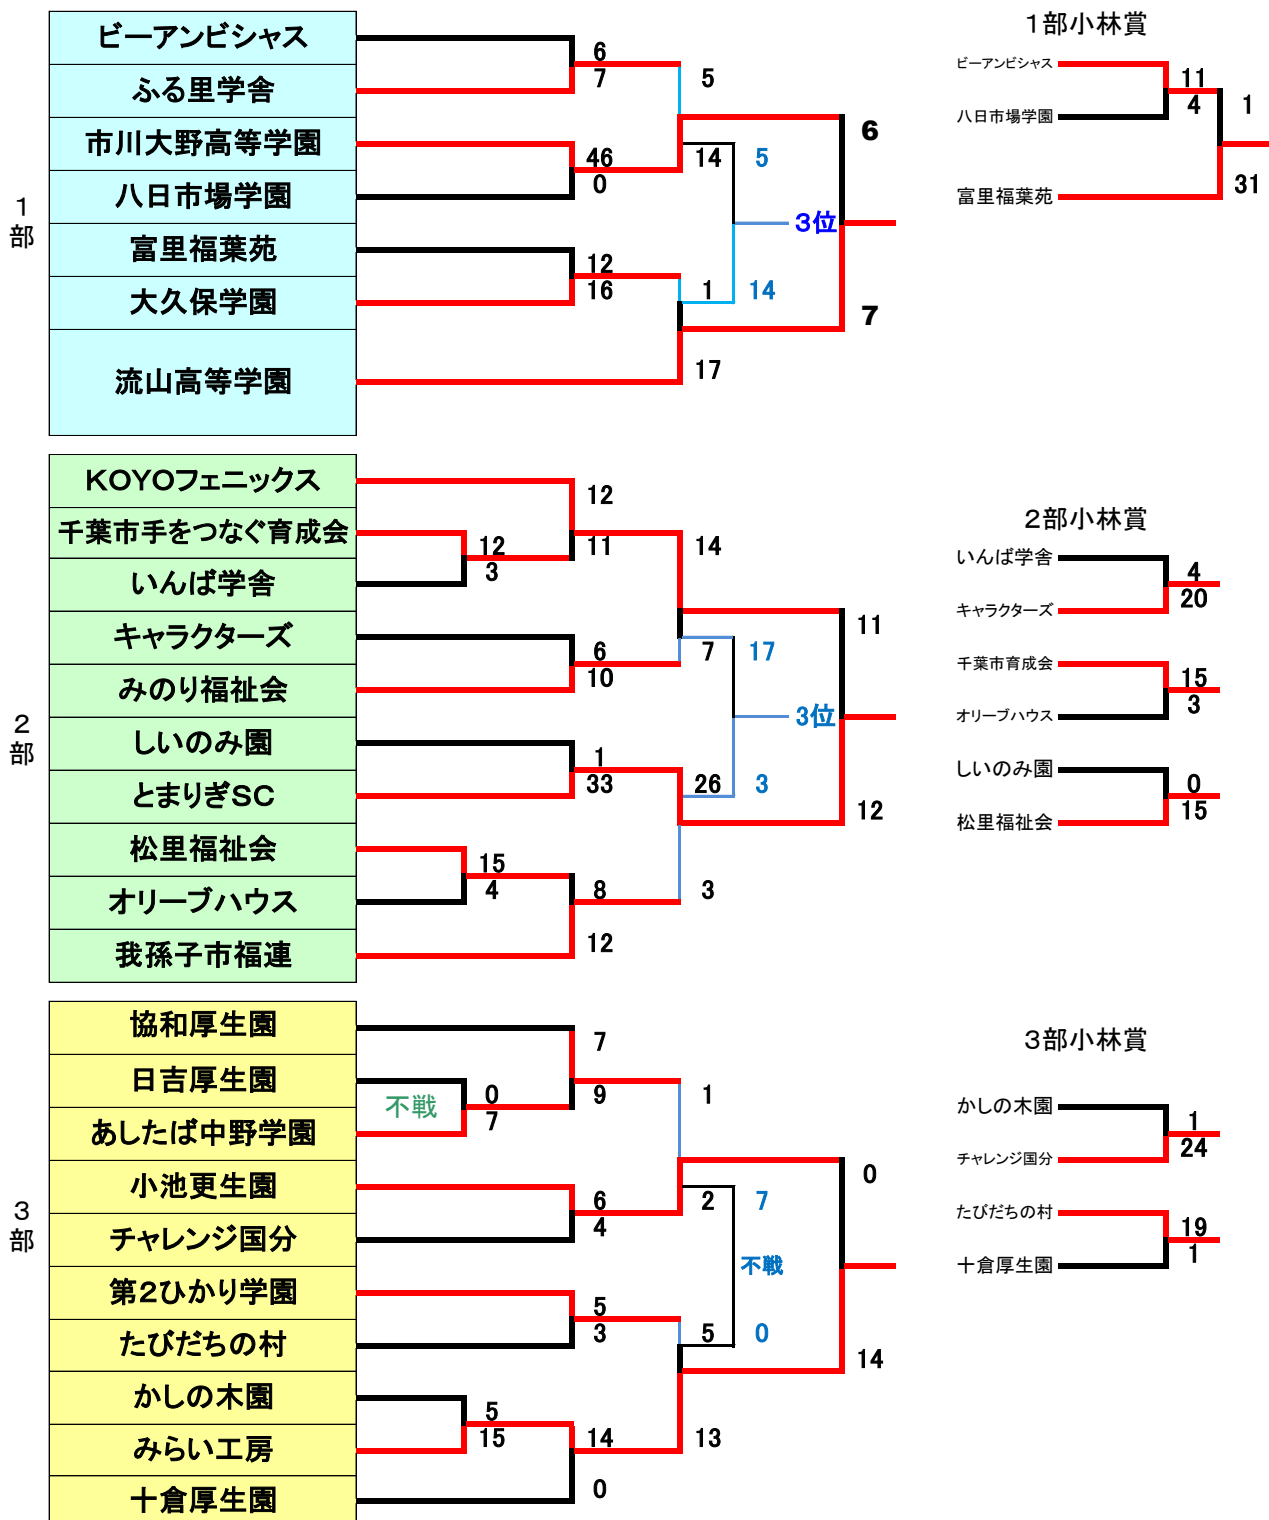 1部
ビーアンビシャス
ふる里学舎
市川大野高等学園
八日市場学園
富里福葉苑
大久保学園
流山高等学園
6
7
46
0
12
16
5
14
1
17
5
3位
14
6
7
1部小林賞
ビーアンビシャス
八日市場学園
富里福葉苑
11
4
1
31
2部
KOYOフェニックス
千葉市手をつなぐ育成会
いんば学舎
キャラクターズ
みのり福祉会
しいのみ園
とまりぎSC
松里福祉会
オリーブハウス
我孫子市福連
12
3
15
4
12
11
6
10
1
33
8
12
14
7
26
3
17
3位
3
11
12
2部小林賞
いんば学舎
キャラクターズ
千葉市育成会
オリーブハウス
しいのみ園
松里福祉会
4
20
15
3
0
15
3部
協和厚生園
日吉厚生園
あしたば中野学園
小池更生園
チャレンジ国分
第2ひかり学園
たびだちの村
かしの木園
みらい工房
十倉厚生園
不戦
0
7
5
15
7
9
6
4
5
3
14
0
1
2
5
13
7
不戦
0
0
14
3部小林賞
かしの木園
チャレンジ国分
たびだちの村
十倉厚生園
1
24
19
1